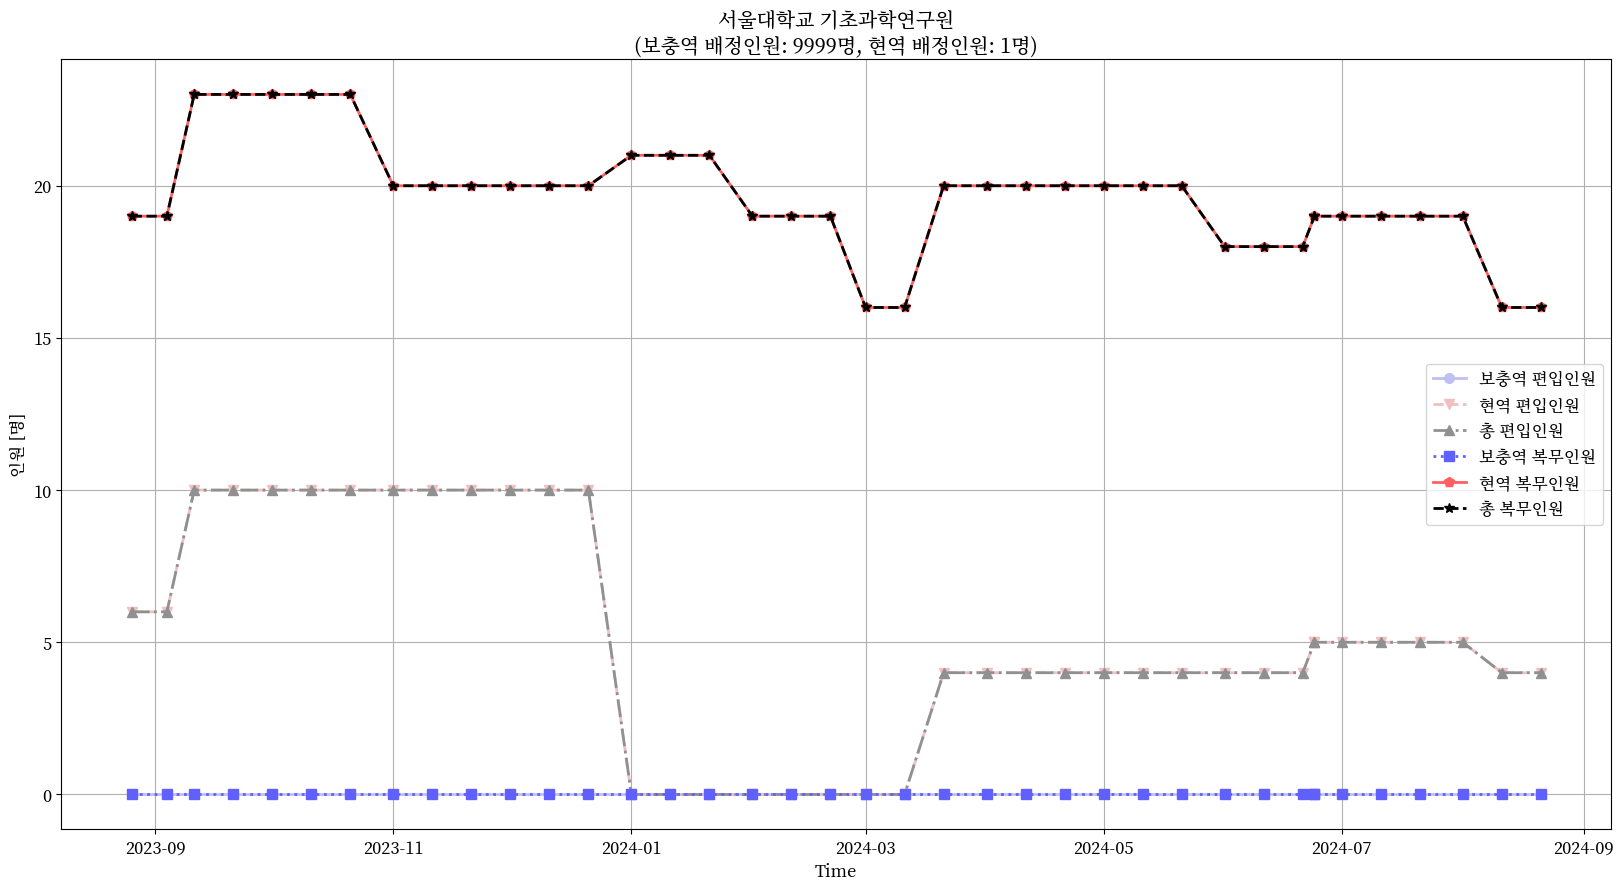 서울대학교 기초과학연구원
(보충역 배정인원: 9999명, 현역 배정인원: 1명)
인원 [명]
20
15
10
5
0
보충역 편입인원
현역 편입인원
총 편입인원
보충역 복무인원
현역 복무인원
총 복무인원
2023-09
2023-11
2024-01
2024-03
2024-05
2024-07
2024-09
Time